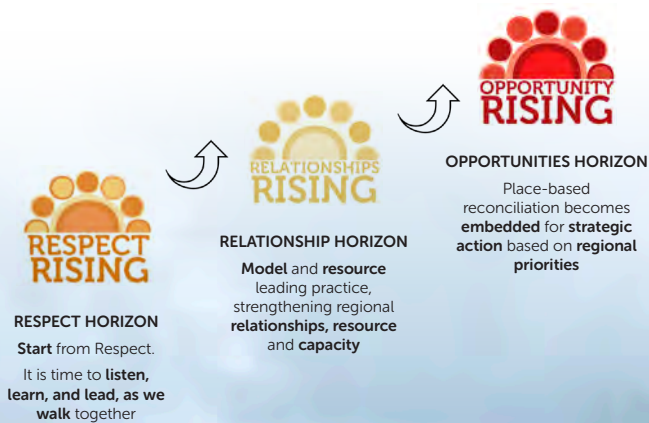 RESPECT
RISING
RESPECT HORIZON
Start from Respect.
It is time to listen,
learn, and lead, as we
walk together
RELATIONSHIPS
RISING
RELATIONSHIP HORIZON
Model and resource
leading practice,
strengthening regional
relationships, resource
and capacity
OPPORTUNITY
RISING
OPPORTUNITIES HORIZON
Place-based
reconciliation becomes
embedded for strategic
action based on regional
priorities